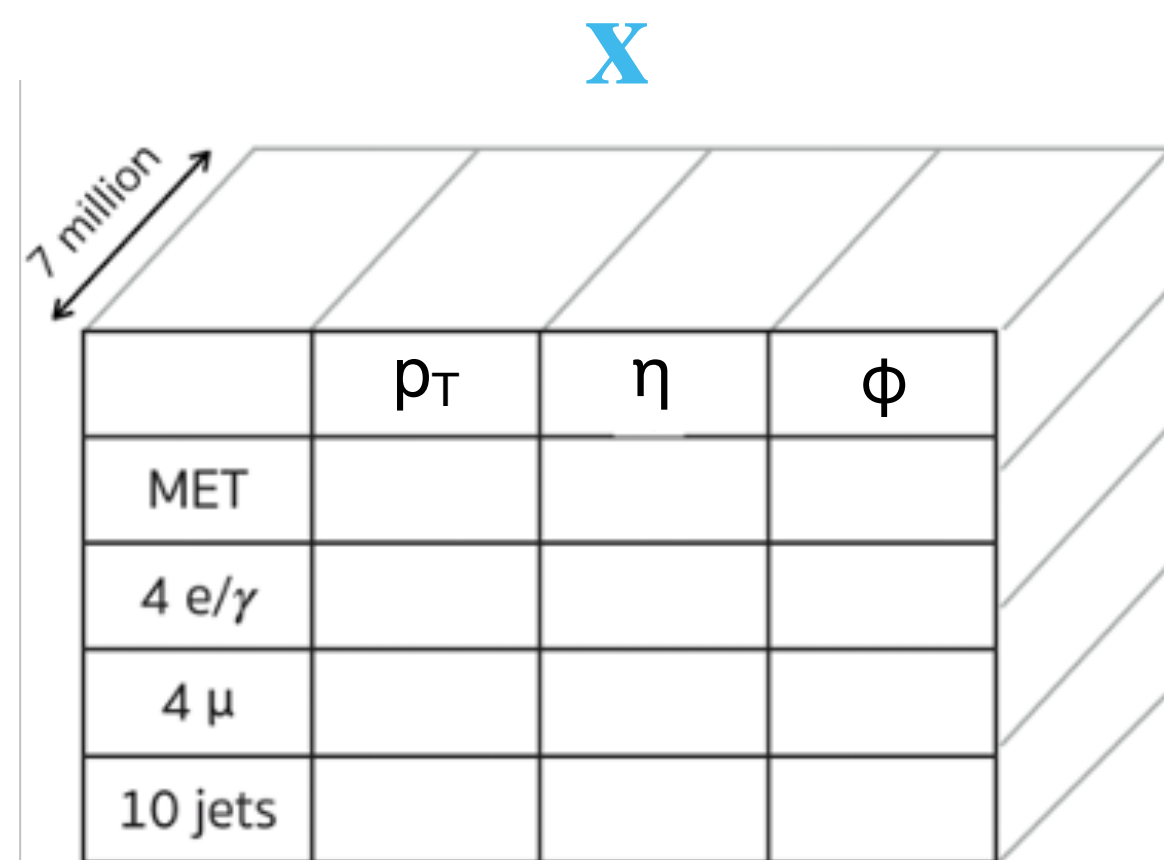 X
7 million
pT η ϕ
MET
4 e/γ
4 μ
10 jets